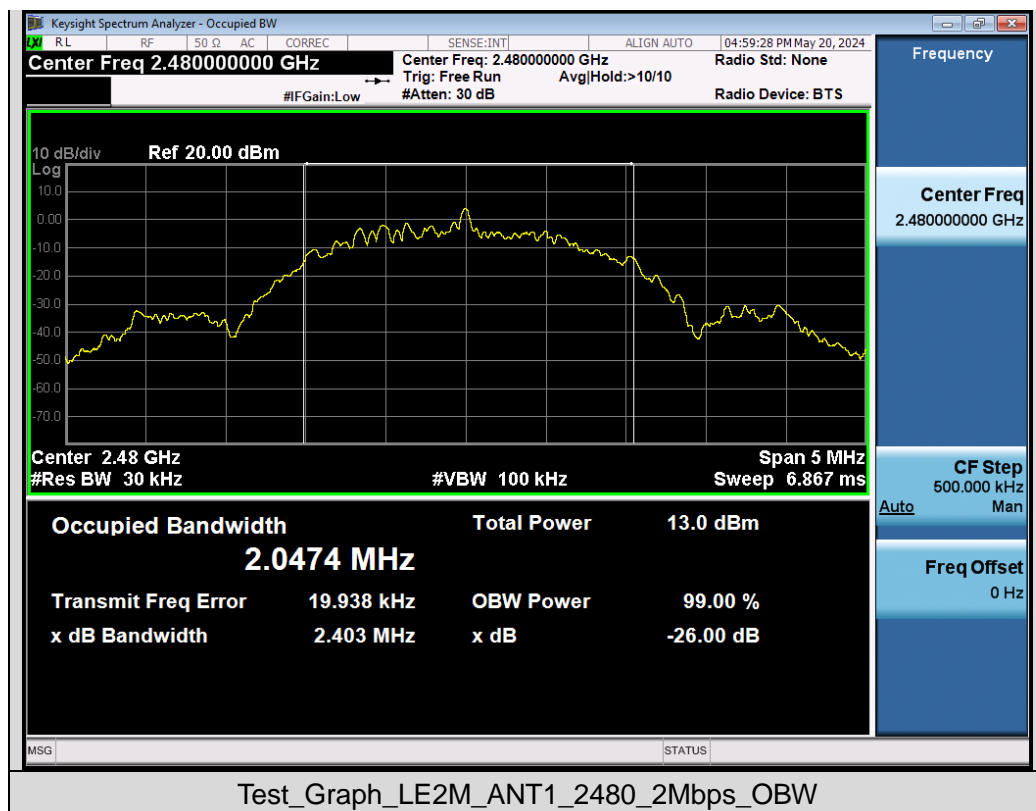 Keysight Spectrum Analyzer - Occupied BW
LXI RL RF 50 Ω AC CORREC SENSE:INT ALIGN AUTO 04:59:28 PM May 20, 2024
Center Freq 2.480000000 GHz
Center Freq: 2.480000000 GHz Radio Std: None
Trig: Free Run Avg|Hold:>10/10
#IFGain:Low #Atten: 30 dB Radio Device: BTS
10 dB/div Ref 20.00 dBm
Log
10.0
0.00
-10.0
-20.0
-30.0
-40.0
-50.0
-60.0
-70.0
Center 2.48 GHz Span 5 MHz
#Res BW 30 kHz #VBW 100 kHz Sweep 6.867 ms
Occupied Bandwidth Total Power 13.0 dBm
2.0474 MHz
Transmit Freq Error 19.938 kHz OBW Power 99.00 %
x dB Bandwidth 2.403 MHz x dB -26.00 dB
Frequency
Center Freq
2.480000000 GHz
CF Step
500.000 kHz
Auto Man
Freq Offset
0 Hz
MSG STATUS
Test_Graph_LE2M_ANT1_2480_2Mbps_OBW